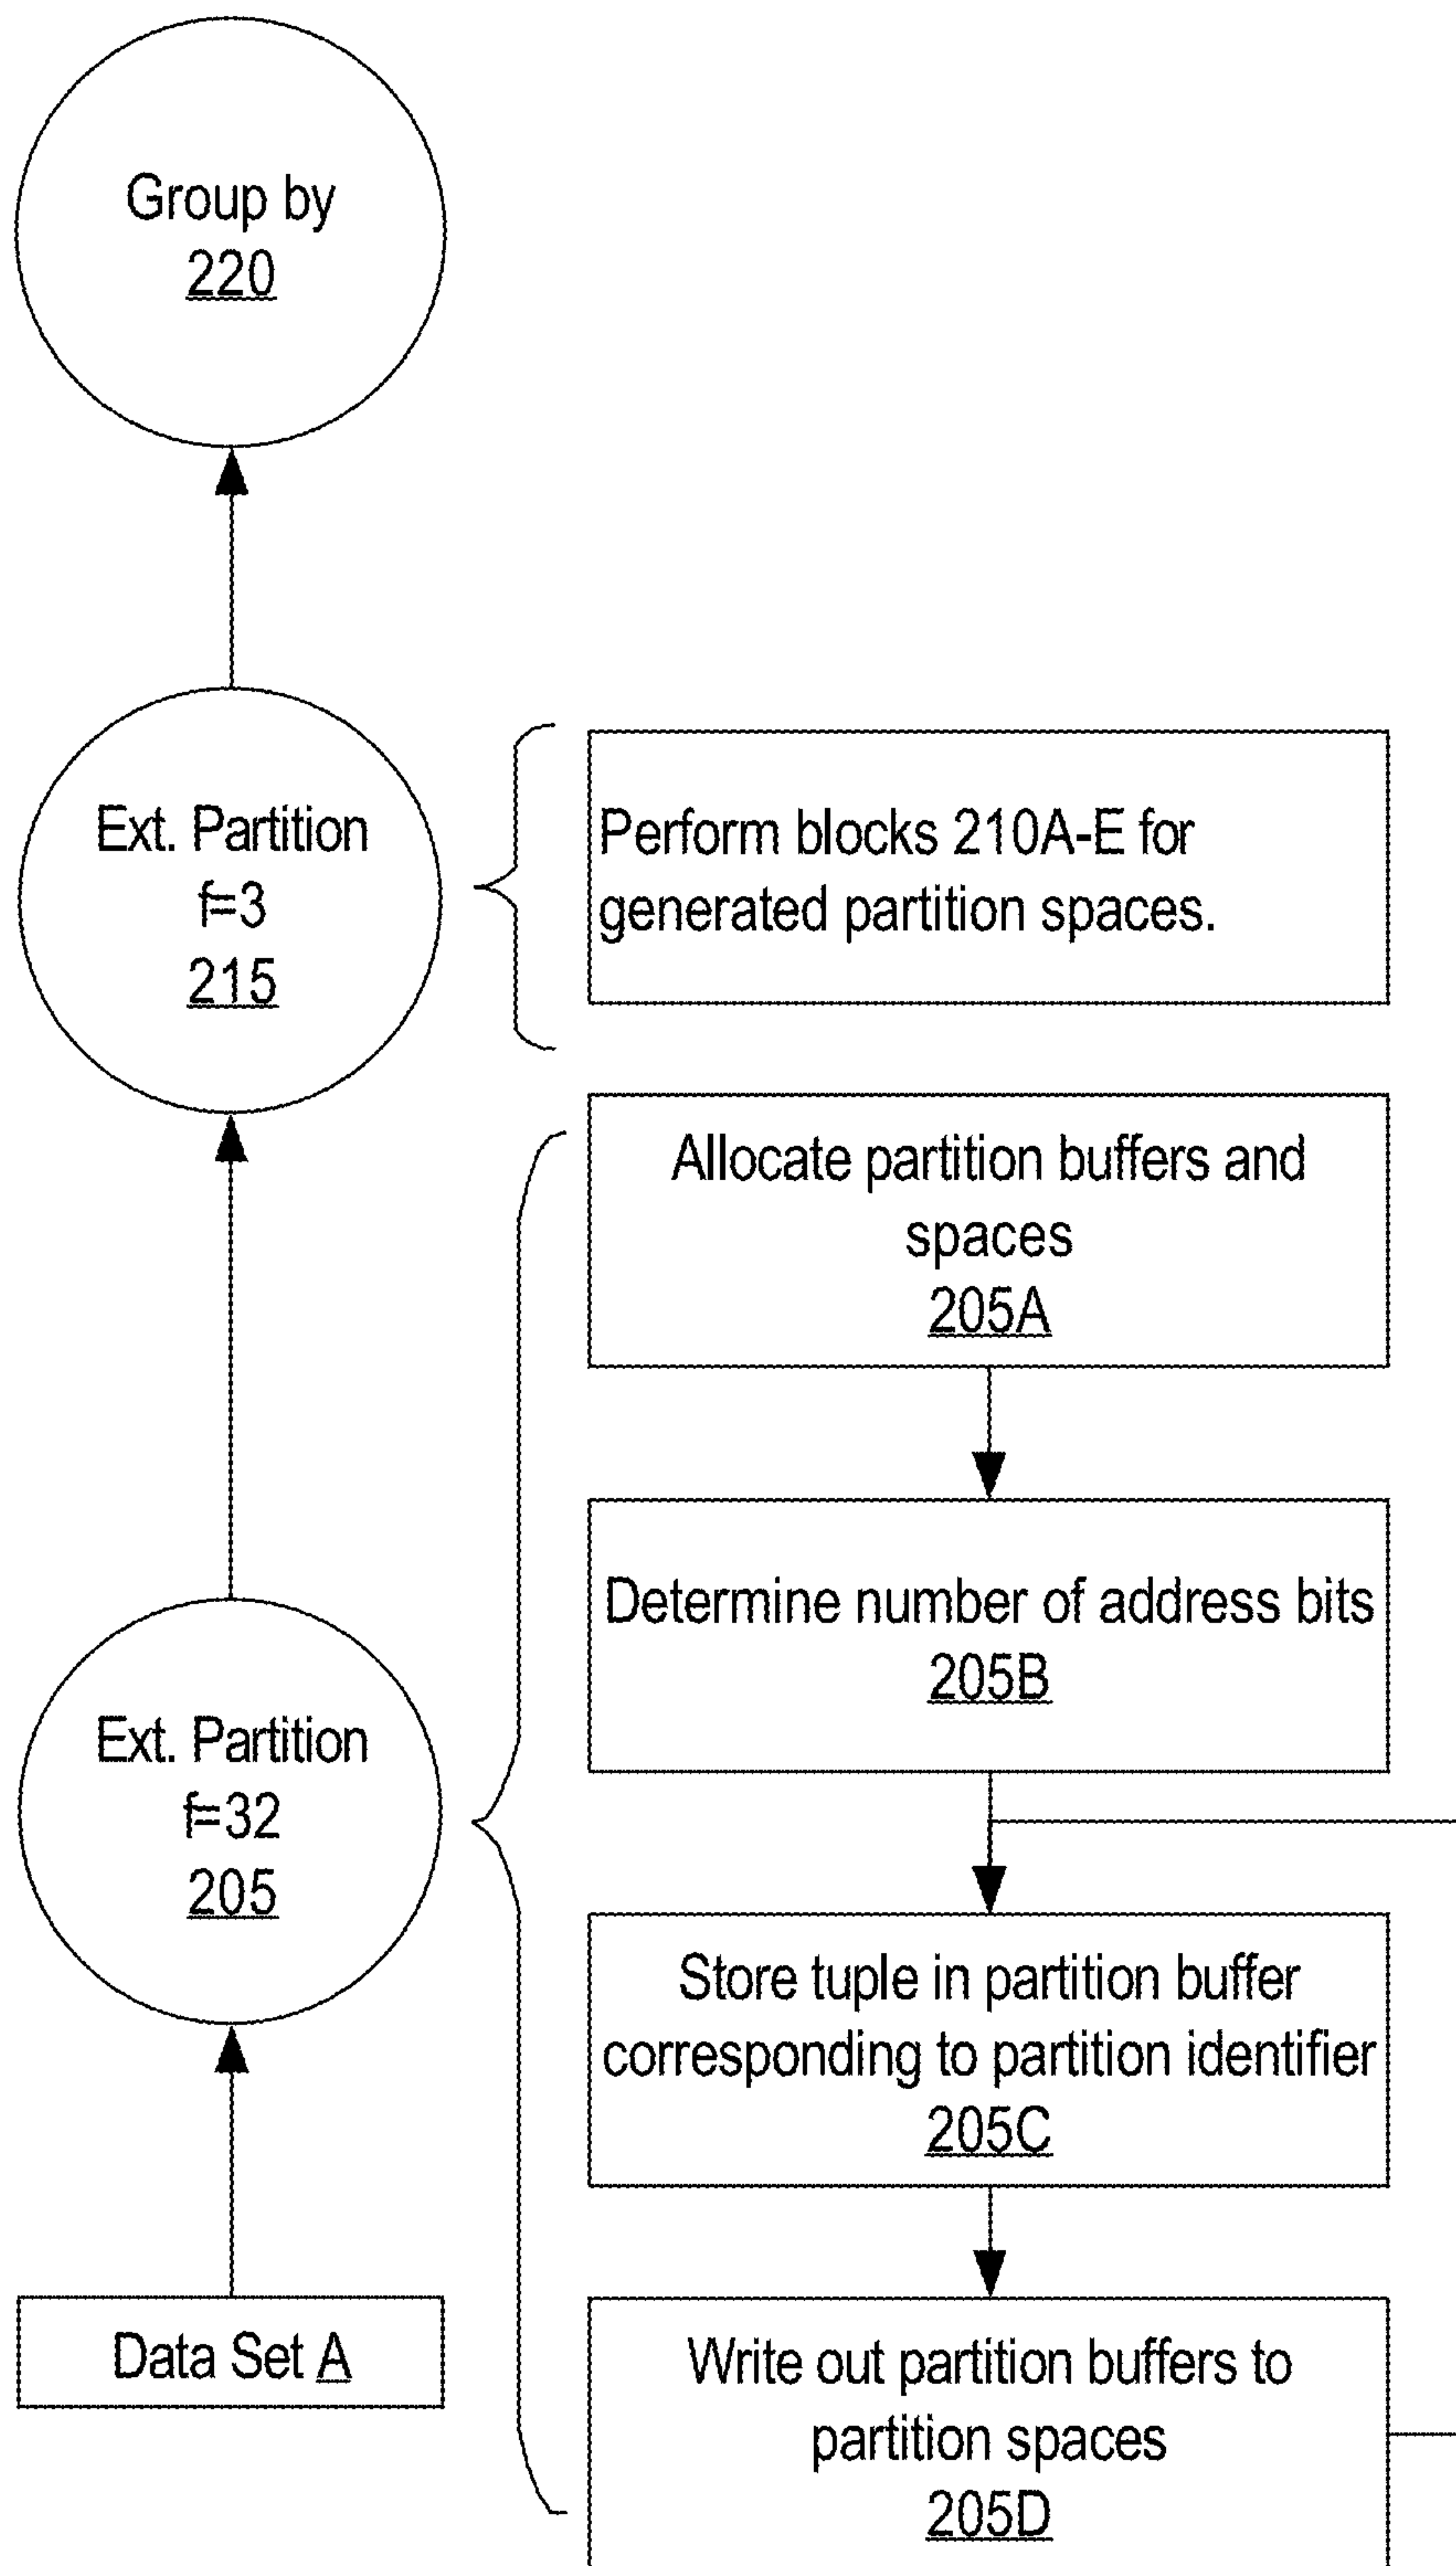 Group by
220
Ext. Partition
f=3
215
Perform blocks 210A-E for
generated partition spaces.
Allocate partition buffers and
spaces
205A
Determine number of address bits
205B
Ext. Partition
f=32
205
Store tuple in partition buffer
corresponding to partition identifier
205C
Data Set A
Write out partition buffers to
partition spaces
205D